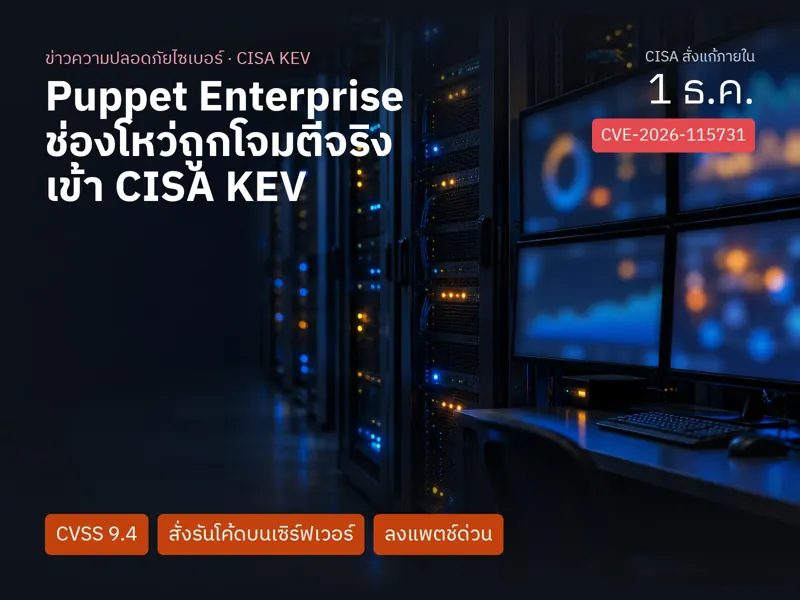 ข่าวความปลอดภัยไซเบอร์ · CISA KEV
Puppet Enterprise
ช่องโหว่ถูกโจมตีจริง
เข้า CISA KEV
CISA สั่งแก้ภายใน
1 ธ.ค.
CVE-2026-115731
CVSS 9.4
สั่งรันโค้ดบนเซิร์ฟเวอร์
ลงแพตช์ด่วน